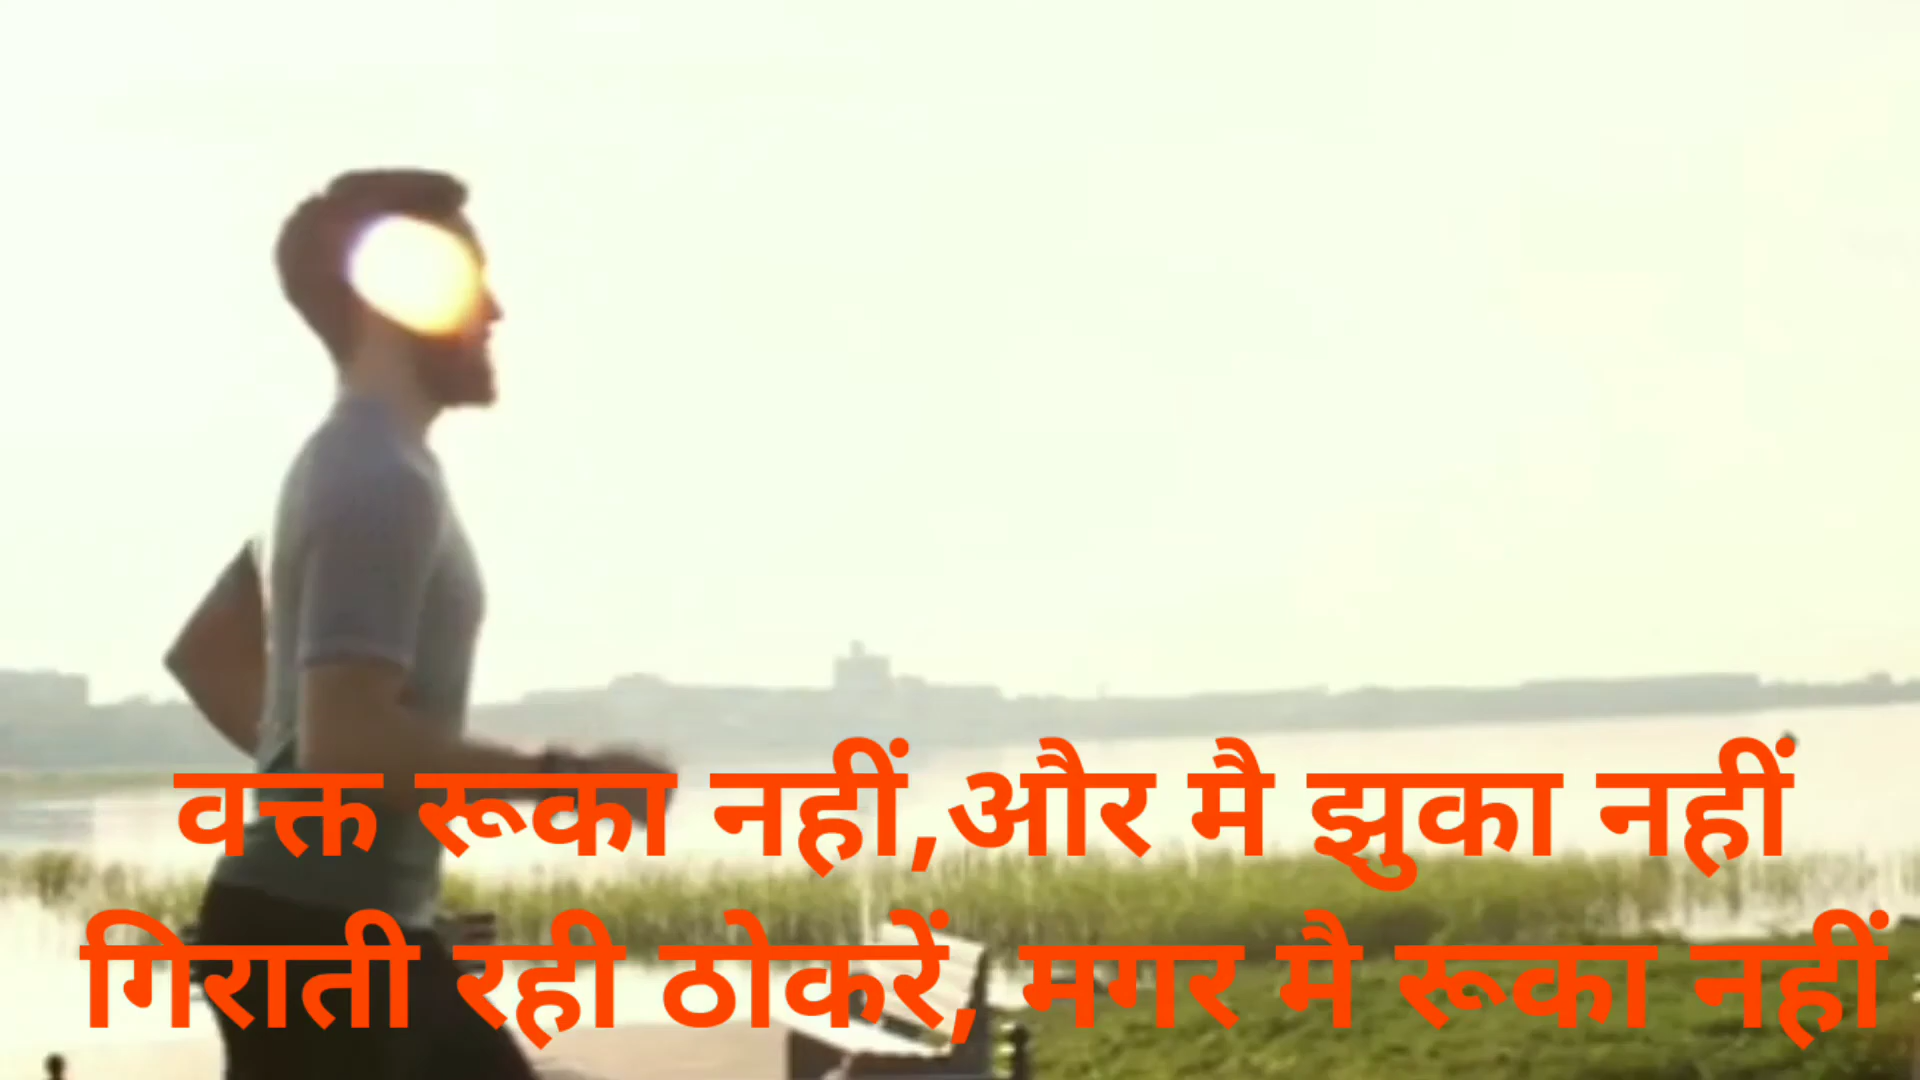 वक्त रूका नहीं,और मै झुका नहीं
गिराती रही ठोकरें, मगर मै रूका नहीं